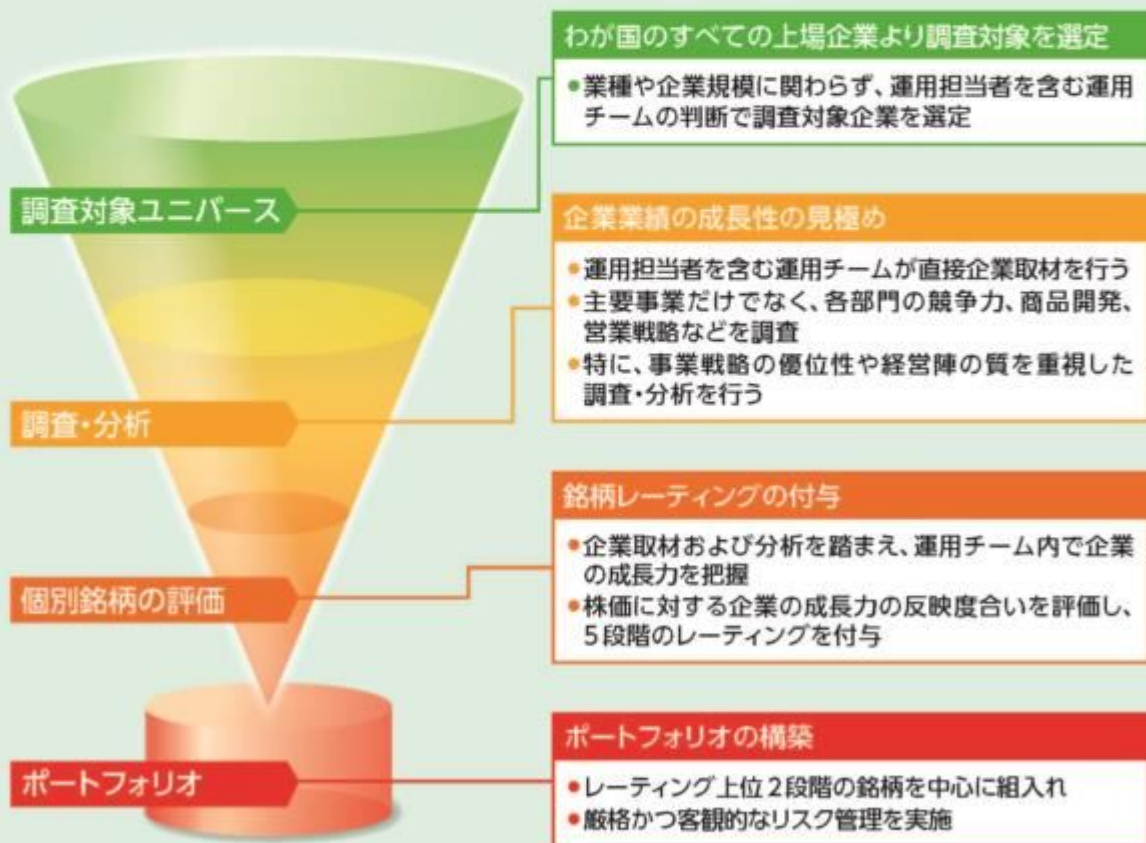 わが国のすべての上場企業より調査対象を選定
●業種や企業規模に関わらず、運用担当者を含む運用
チームの判断で調査対象企業を選定
調査対象ユニバース
企業業績の成長性の見極め
●運用担当者を含む運用チームが直接企業取材を行う
●主要事業だけでなく、各部門の競争力、商品開発、
営業戦略などを調査
●特に、事業戦略の優位性や経営陣の質を重視した
調査・分析を行う
調査・分析
銘柄レーティングの付与
●企業取材および分析を踏まえ、運用チーム内で企業
の成長力を把握
●株価に対する企業の成長力の反映度合いを評価し、
5段階のレーティングを付与
個別銘柄の評価
ポートフォリオの構築
●レーティング上位2段階の銘柄を中心に組入れ
●厳格かつ客観的なリスク管理を実施
ポートフォリオ